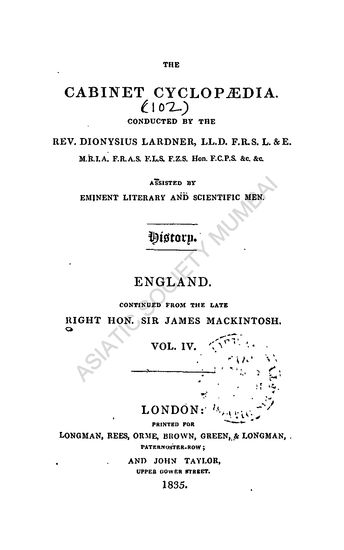 THE
CABINET CYCLOPÆDIA.
(102)
CONDUCTED BY THE
REV. DIONYSIUS LARDNER, LL.D. F.R.S. L. & E.
M.R.I.A. F.R.A.S. F.L.S. F.Z.S. Hon. F.C.P.S. &c. &c.
ASSISTED BY
EMINENT LITERARY AND SCIENTIFIC MEN.
History.
ENGLAND.
CONTINUED FROM THE LATE
RIGHT HON. SIR JAMES MACKINTOSH.
VOL. IV.
LONDON:
PRINTED FOR
LONGMAN, REES, ORME, BROWN, GREEN, & LONGMAN,
PATERNOSTER-ROW;
AND JOHN TAYLOR,
UPPER GOWER STREET.
1835.
ASIATIC SOCIETY MUMBAI